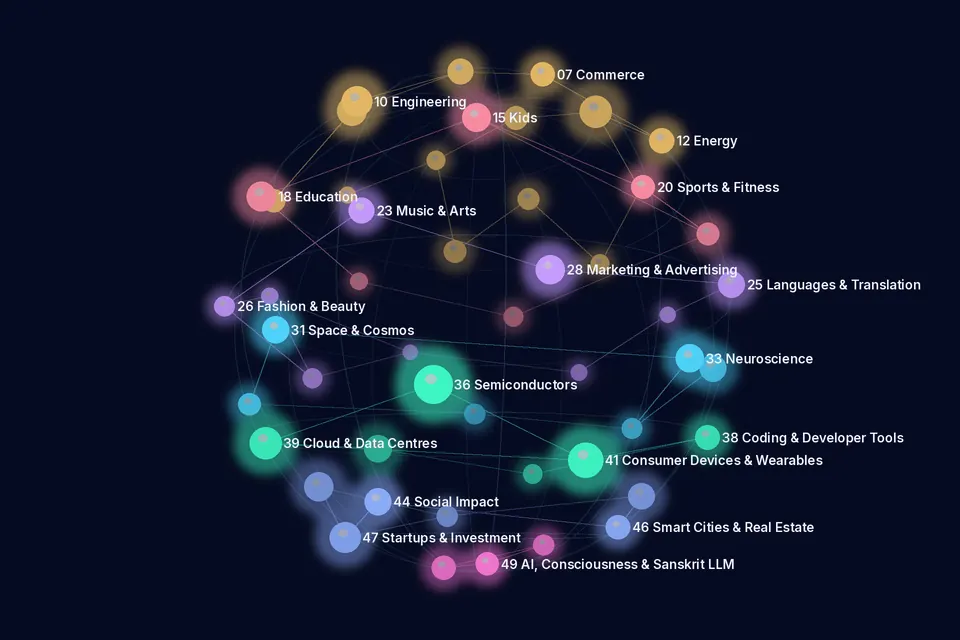 07 Commerce
10 Engineering
15 Kids
12 Energy
20 Sports & Fitness
18 Education
23 Music & Arts
28 Marketing & Advertising
25 Languages & Translation
26 Fashion & Beauty
31 Space & Cosmos
33 Neuroscience
36 Semiconductors
38 Coding & Developer Tools
39 Cloud & Data Centres
41 Consumer Devices & Wearables
44 Social Impact
46 Smart Cities & Real Estate
47 Startups & Investment
49 AI, Consciousness & Sanskrit LLM